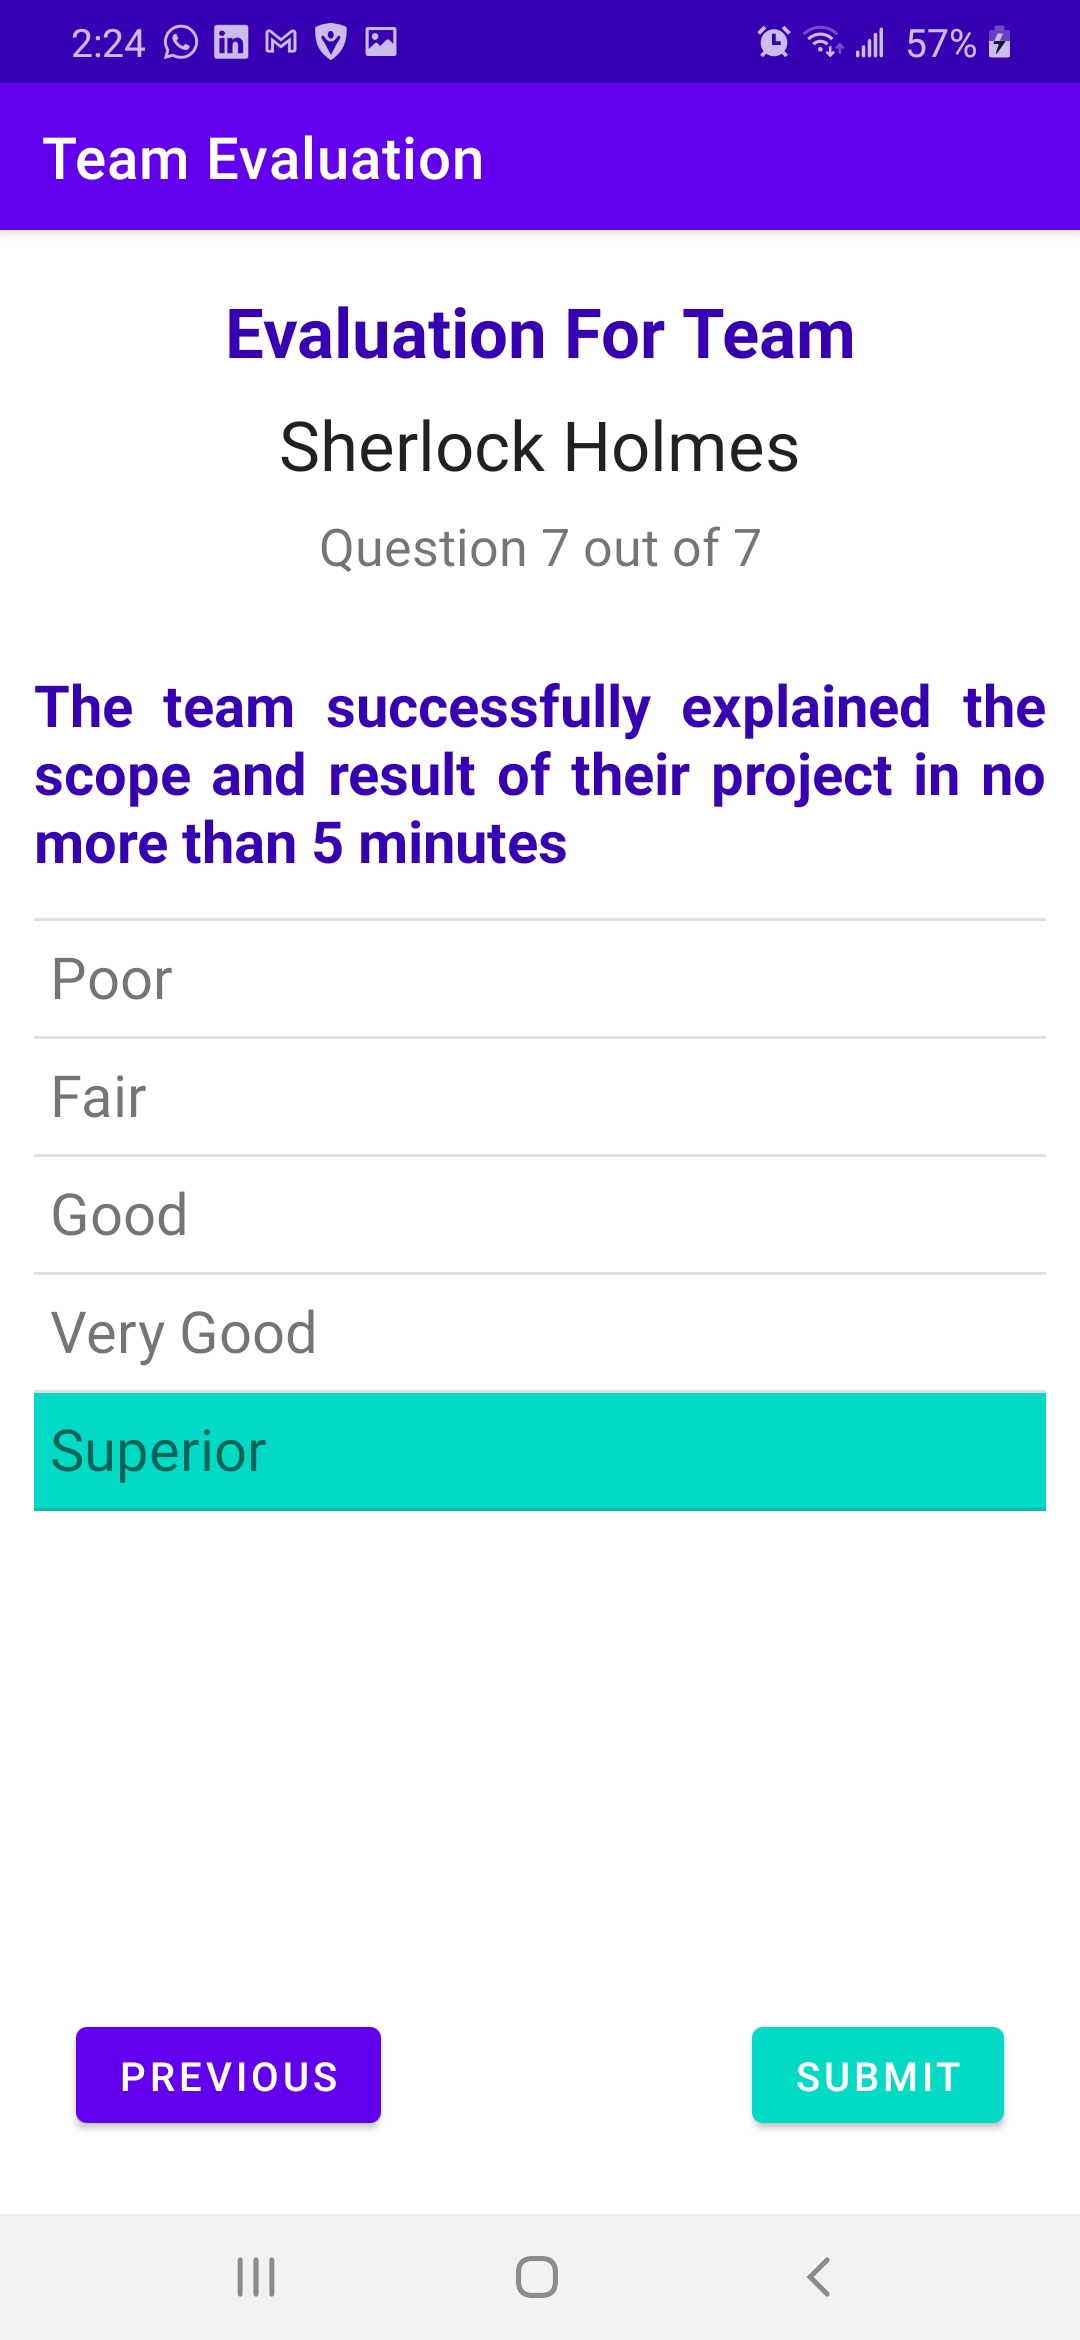 2:24 57%
Team Evaluation
Evaluation For Team
Sherlock Holmes
Question 7 out of 7
The team successfully explained the
scope and result of their project in no
more than 5 minutes
Poor
Fair
Good
Very Good
Superior
PREVIOUS SUBMIT